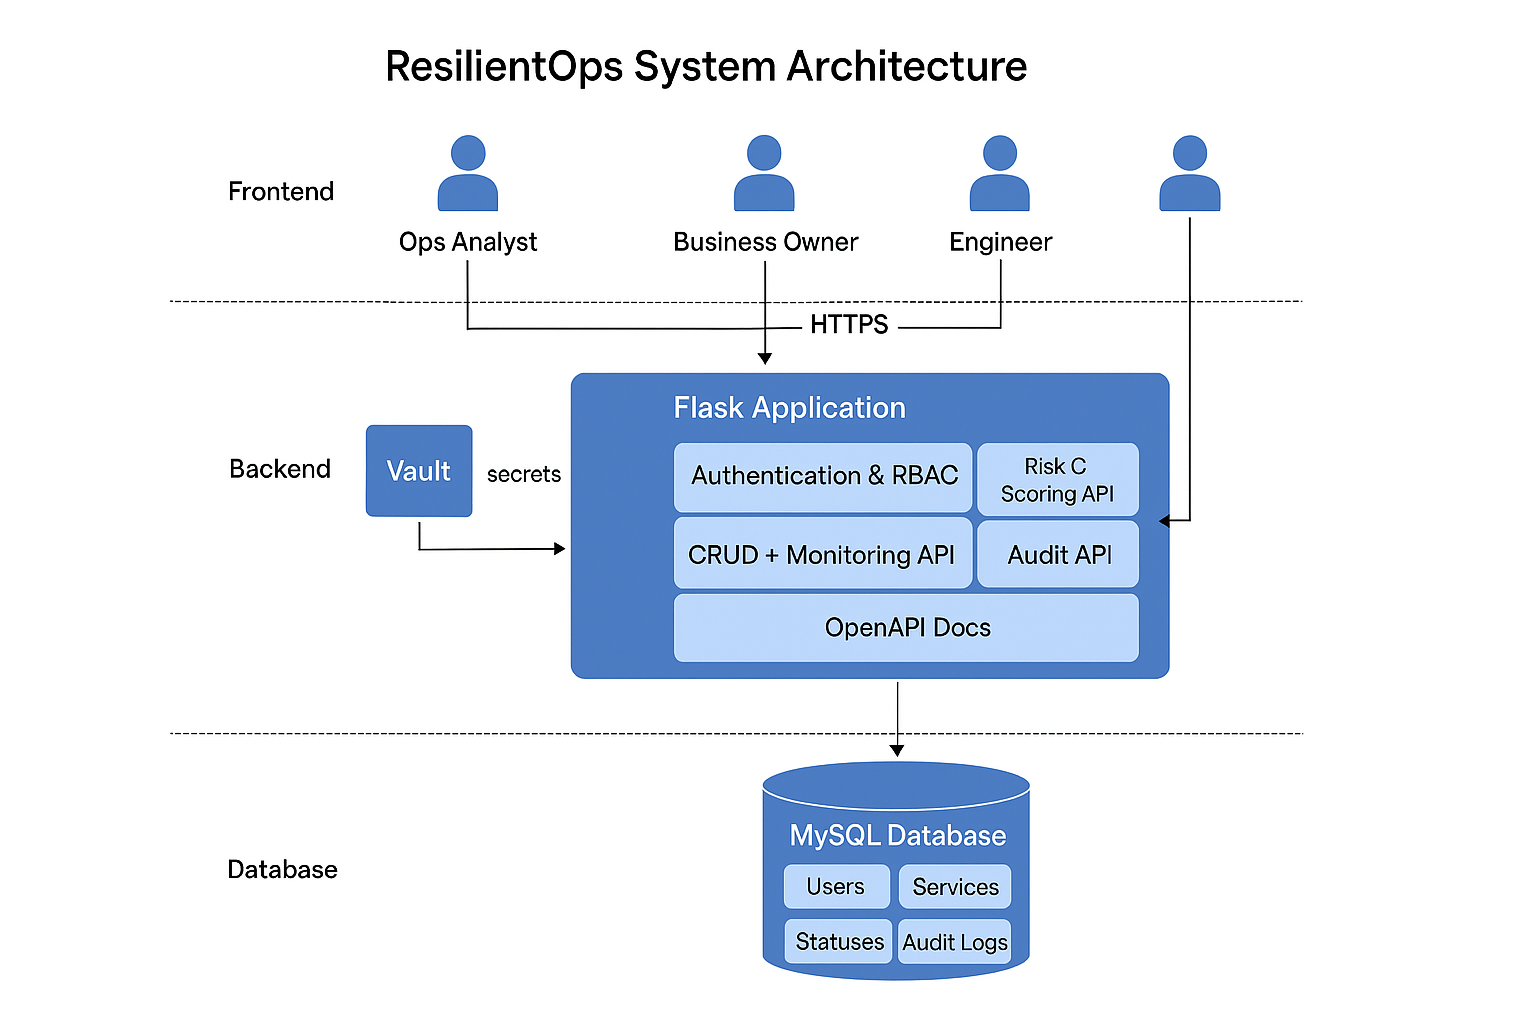 ResilientOps System Architecture
Frontend
Ops Analyst
Business Owner
Engineer
HTTPS
Backend
Vault
secrets
Flask Application
Authentication & RBAC
Risk C
Scoring API
CRUD + Monitoring API
Audit API
OpenAPI Docs
Database
MySQL Database
Users
Services
Statuses
Audit Logs